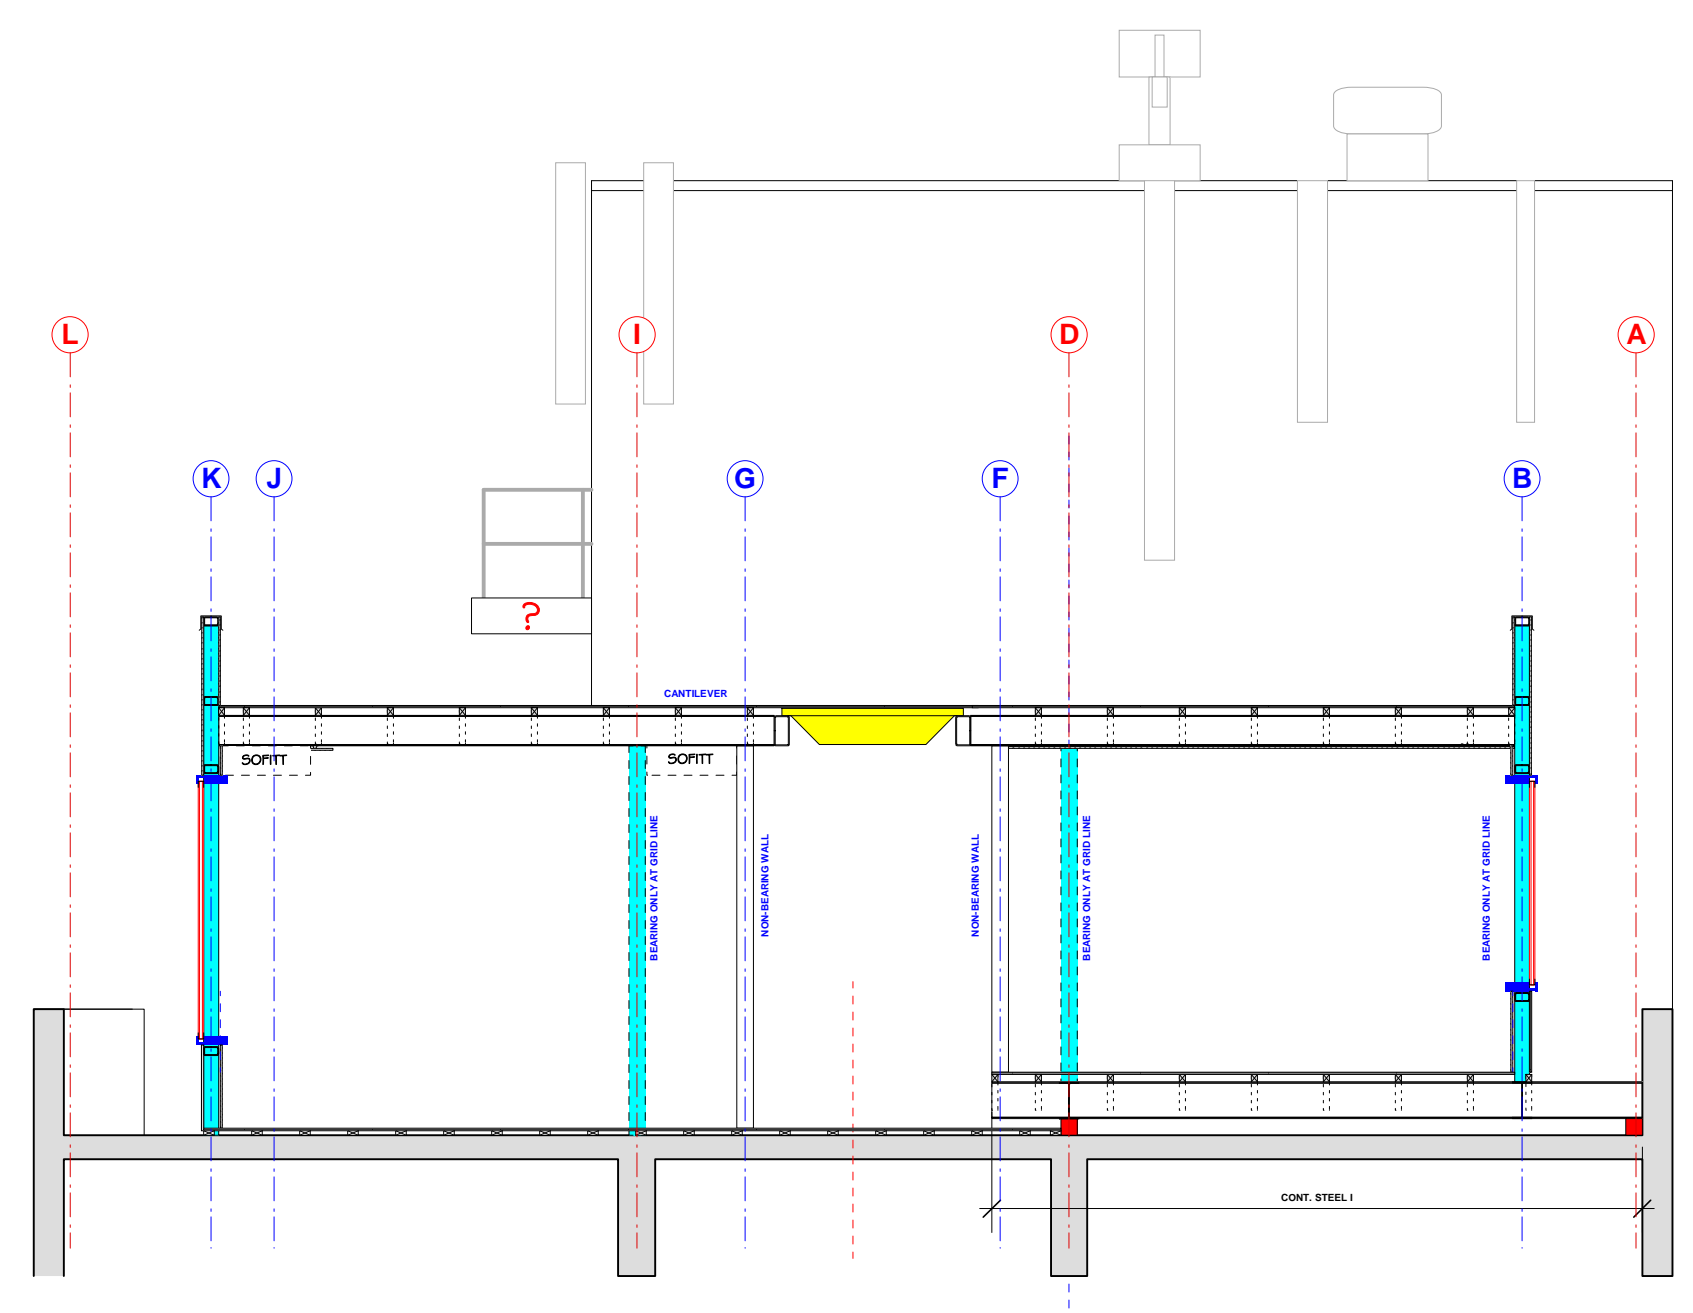 L
I
D
A
K
J
G
F
B
?
CANTILEVER
SOFITT
SOFITT
BEARING ONLY AT GRID LINE
NON-BEARING WALL
NON-BEARING WALL
BEARING ONLY AT GRID LINE
BEARING ONLY AT GRID LINE
CONT. STEEL I